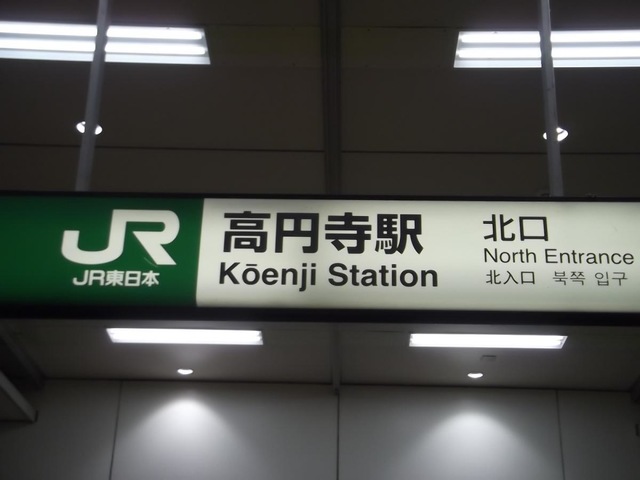 JR
JR東日本
高円寺駅
Kōenji Station
北口
North Entrance
北入口 북쪽 입구